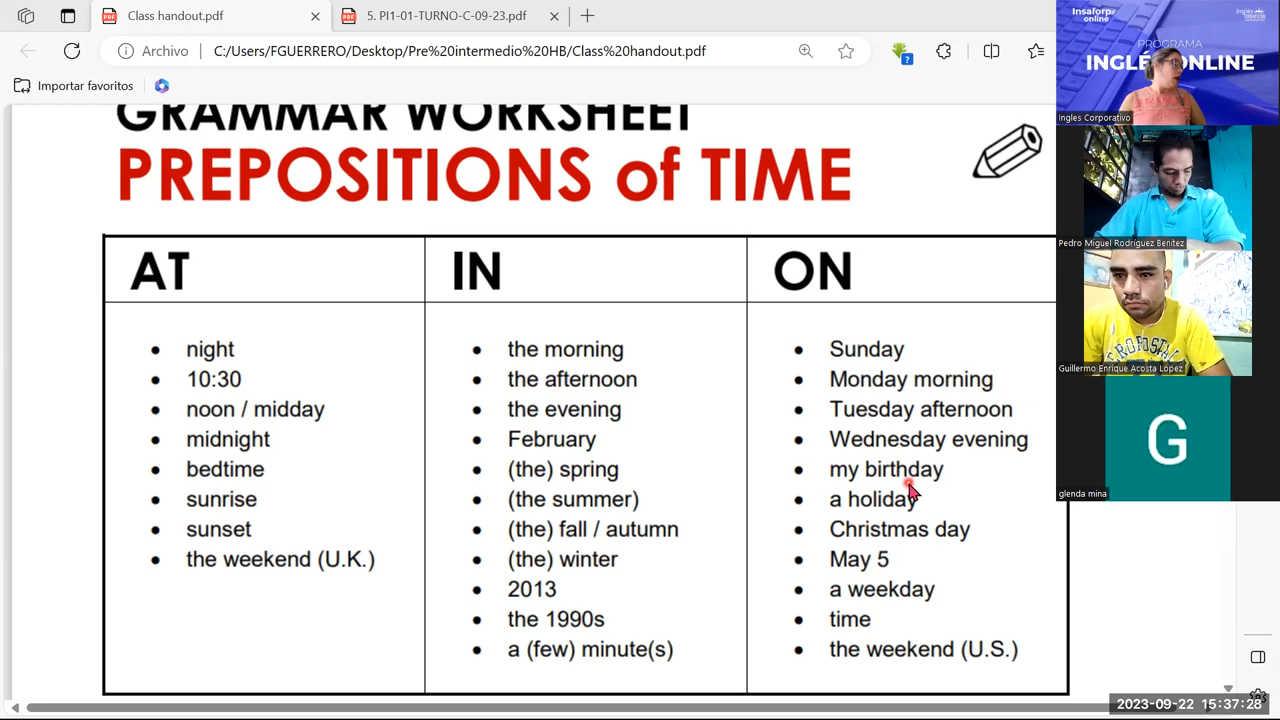 Class handout.pdf
5.1M1-01-TURNO-C-09-23.pdf
Archivo
C:/Users/FGUERRERO/Desktop/Pre%20Intermedio%20HB/Class%20handout.pdf
Importar favoritos
GRAMMAR WORKSHEET
PREPOSITIONS of TIME
AT
IN
ON
night
10:30
noon / midday
midnight
bedtime
sunrise
sunset
the weekend (U.K.)
the morning
the afternoon
the evening
February
(the) spring
(the summer)
(the) fall / autumn
(the) winter
2013
the 1990s
a (few) minute(s)
Sunday
Monday morning
Tuesday afternoon
Wednesday evening
my birthday
a holiday
Christmas day
May 5
a weekday
time
the weekend (U.S.)
Insaforp
online
PROGRAMA
INGLÉS ONLINE
Ingles Corporativo
Pedro Miguel Rodríguez Benítez
Guillermo Enrique Acosta López
G
glenda mina
2023-09-22 15:37:28